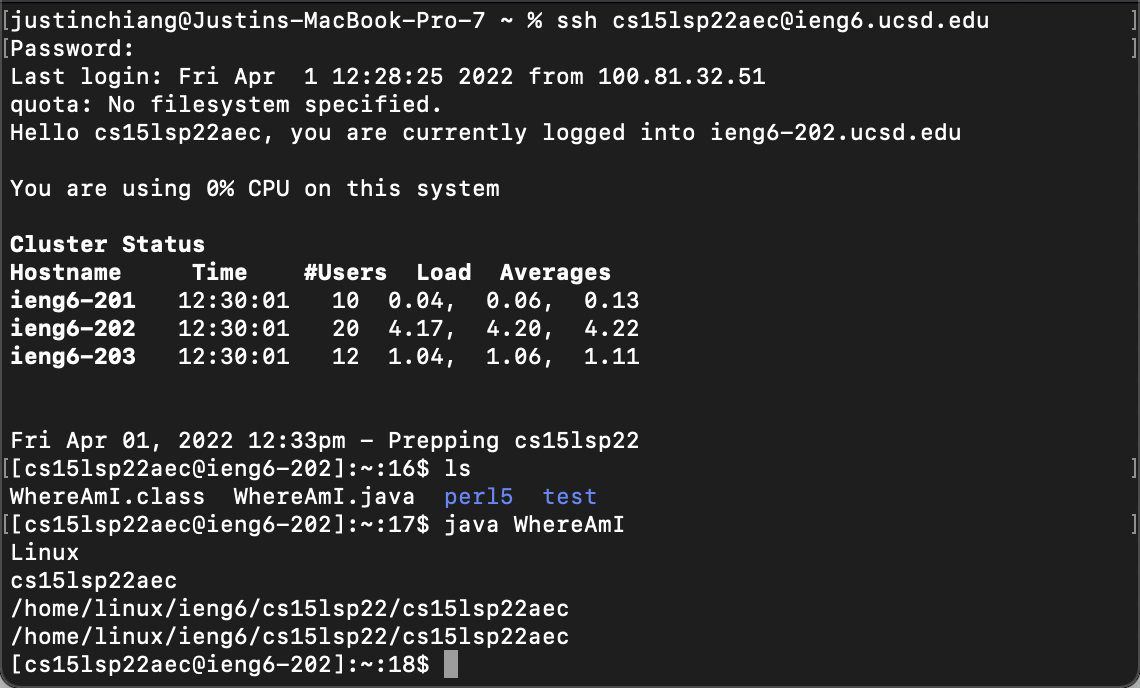 [justinchiang@Justins-MacBook-Pro-7 ~ % ssh cs15lsp22aec@ieng6.ucsd.edu ]
[Password: ]
Last login: Fri Apr  1 12:28:25 2022 from 100.81.32.51
quota: No filesystem specified.
Hello cs15lsp22aec, you are currently logged into ieng6-202.ucsd.edu

You are using 0% CPU on this system

Cluster Status
Hostname     Time    #Users  Load  Averages
ieng6-201   12:30:01   10  0.04,  0.06,  0.13
ieng6-202   12:30:01   20  4.17,  4.20,  4.22
ieng6-203   12:30:01   12  1.04,  1.06,  1.11


Fri Apr 01, 2022 12:33pm - Prepping cs15lsp22
[[cs15lsp22aec@ieng6-202]:~:16$ ls ]
WhereAmI.class  WhereAmI.java  perl5  test
[[cs15lsp22aec@ieng6-202]:~:17$ java WhereAmI ]
Linux
cs15lsp22aec
/home/linux/ieng6/cs15lsp22/cs15lsp22aec
/home/linux/ieng6/cs15lsp22/cs15lsp22aec
[cs15lsp22aec@ieng6-202]:~:18$